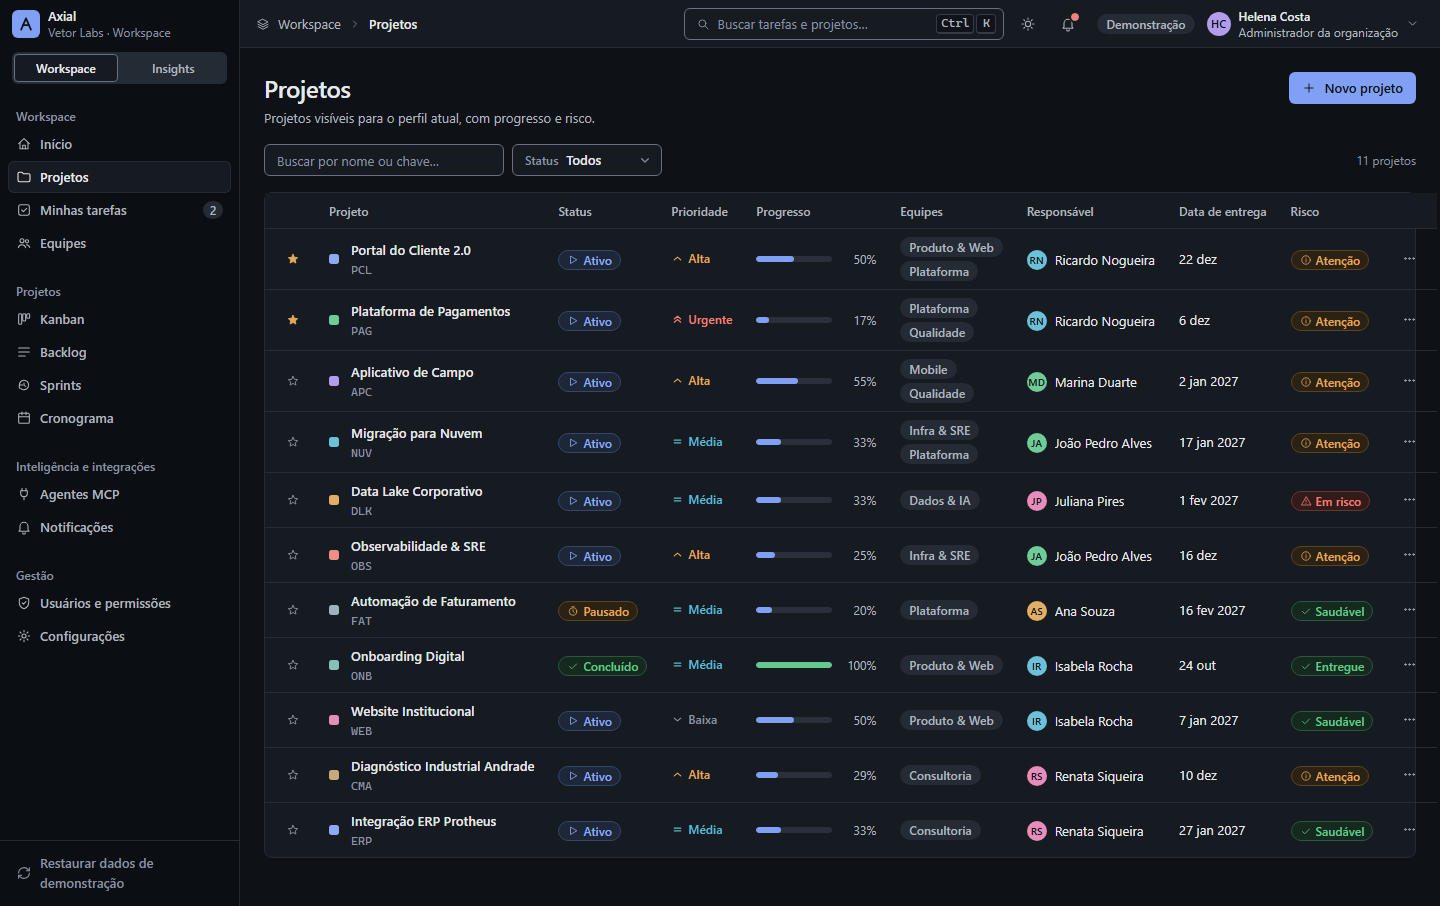 A
Axial
Vetor Labs · Workspace
Workspace
Insights
Workspace
Início
Projetos
Minhas tarefas
2
Equipes
Projetos
Kanban
Backlog
Sprints
Cronograma
Inteligência e integrações
Agentes MCP
Notificações
Gestão
Usuários e permissões
Configurações
Restaurar dados de
demonstração
Workspace
Projetos
Buscar tarefas e projetos...
Ctrl K
Demonstração
HC
Helena Costa
Administrador da organização
Projetos
Projetos visíveis para o perfil atual, com progresso e risco.
Novo projeto
Buscar por nome ou chave...
Status Todos
11 projetos
Projeto Status Prioridade Progresso Equipes Responsável Data de entrega Risco
Portal do Cliente 2.0
PCL
Ativo Alta 50%
Produto & Web
Plataforma
RN Ricardo Nogueira 22 dez Atenção
Plataforma de Pagamentos
PAG
Ativo Urgente 17%
Plataforma
Qualidade
RN Ricardo Nogueira 6 dez Atenção
Aplicativo de Campo
APC
Ativo Alta 55%
Mobile
Qualidade
MD Marina Duarte 2 jan 2027 Atenção
Migração para Nuvem
NUV
Ativo Média 33%
Infra & SRE
Plataforma
JA João Pedro Alves 17 jan 2027 Atenção
Data Lake Corporativo
DLK
Ativo Média 33% Dados & IA JP Juliana Pires 1 fev 2027 Em risco
Observabilidade & SRE
OBS
Ativo Alta 25% Infra & SRE JA João Pedro Alves 16 dez Atenção
Automação de Faturamento
FAT
Pausado Média 20% Plataforma AS Ana Souza 16 fev 2027 Saudável
Onboarding Digital
ONB
Concluído Média 100% Produto & Web IR Isabela Rocha 24 out Entregue
Website Institucional
WEB
Ativo Baixa 50% Produto & Web IR Isabela Rocha 7 jan 2027 Saudável
Diagnóstico Industrial Andrade
CMA
Ativo Alta 29% Consultoria RS Renata Siqueira 10 dez Atenção
Integração ERP Protheus
ERP
Ativo Média 33% Consultoria RS Renata Siqueira 27 jan 2027 Saudável